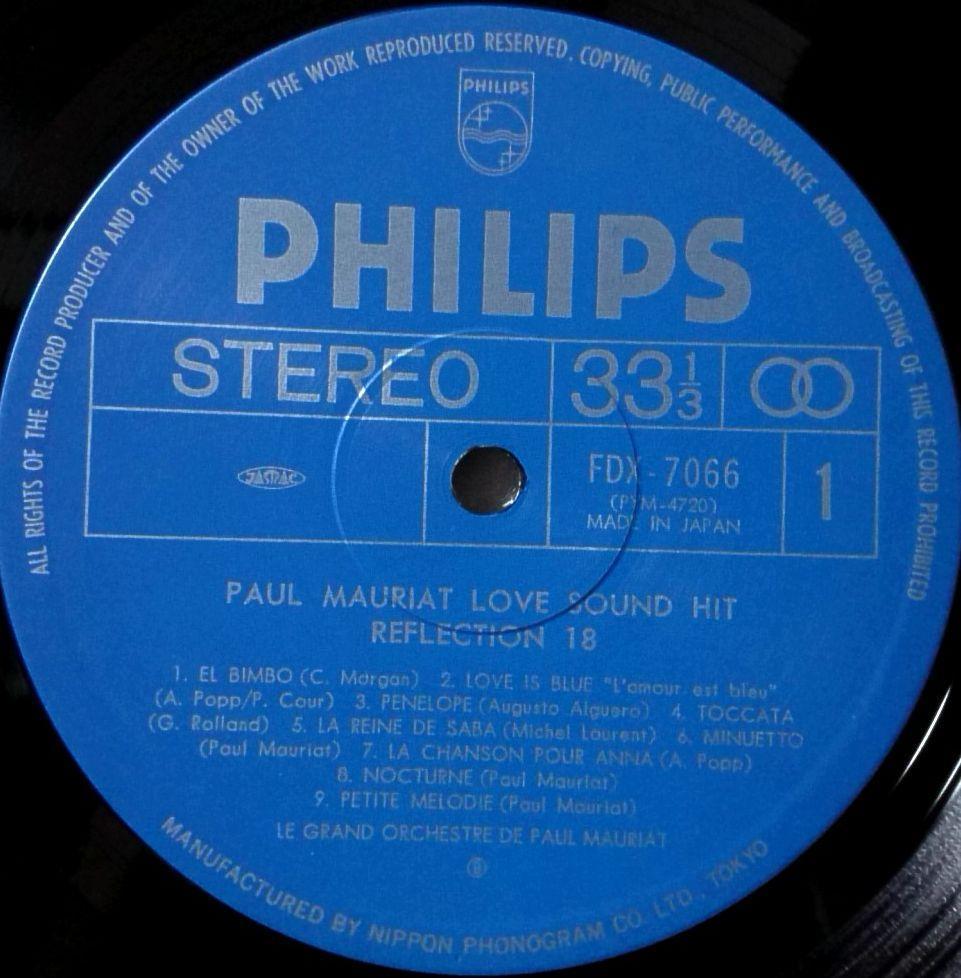 ALL RIGHTS OF THE RECORD PRODUCER AND OF THE OWNER OF THE WORK REPRODUCED RESERVED. COPYING, PUBLIC PERFORMANCE AND BROADCASTING OF THIS RECORD PROHIBITED
PHILIPS
PHILIPS
STEREO 33 1/3
JASRAC FDX-7066 1
(PYM-4720)
MADE IN JAPAN
PAUL MAURIAT LOVE SOUND HIT
REFLECTION 18
1. EL BIMBO (C. Morgan) 2. LOVE IS BLUE "L'amour est bleu"
(A. Popp/P. Cour) 3. PENELOPE (Augusto Alguero) 4. TOCCATA
(G. Rolland) 5. LA REINE DE SABA (Michel Laurent) 6. MINUETTO
(Paul Mauriat) 7. LA CHANSON POUR ANNA (A. Popp)
8. NOCTURNE (Paul Mauriat)
9. PETITE MELODIE (Paul Mauriat)
LE GRAND ORCHESTRE DE PAUL MAURIAT
MANUFACTURED BY NIPPON PHONOGRAM CO. LTD., TOKYO